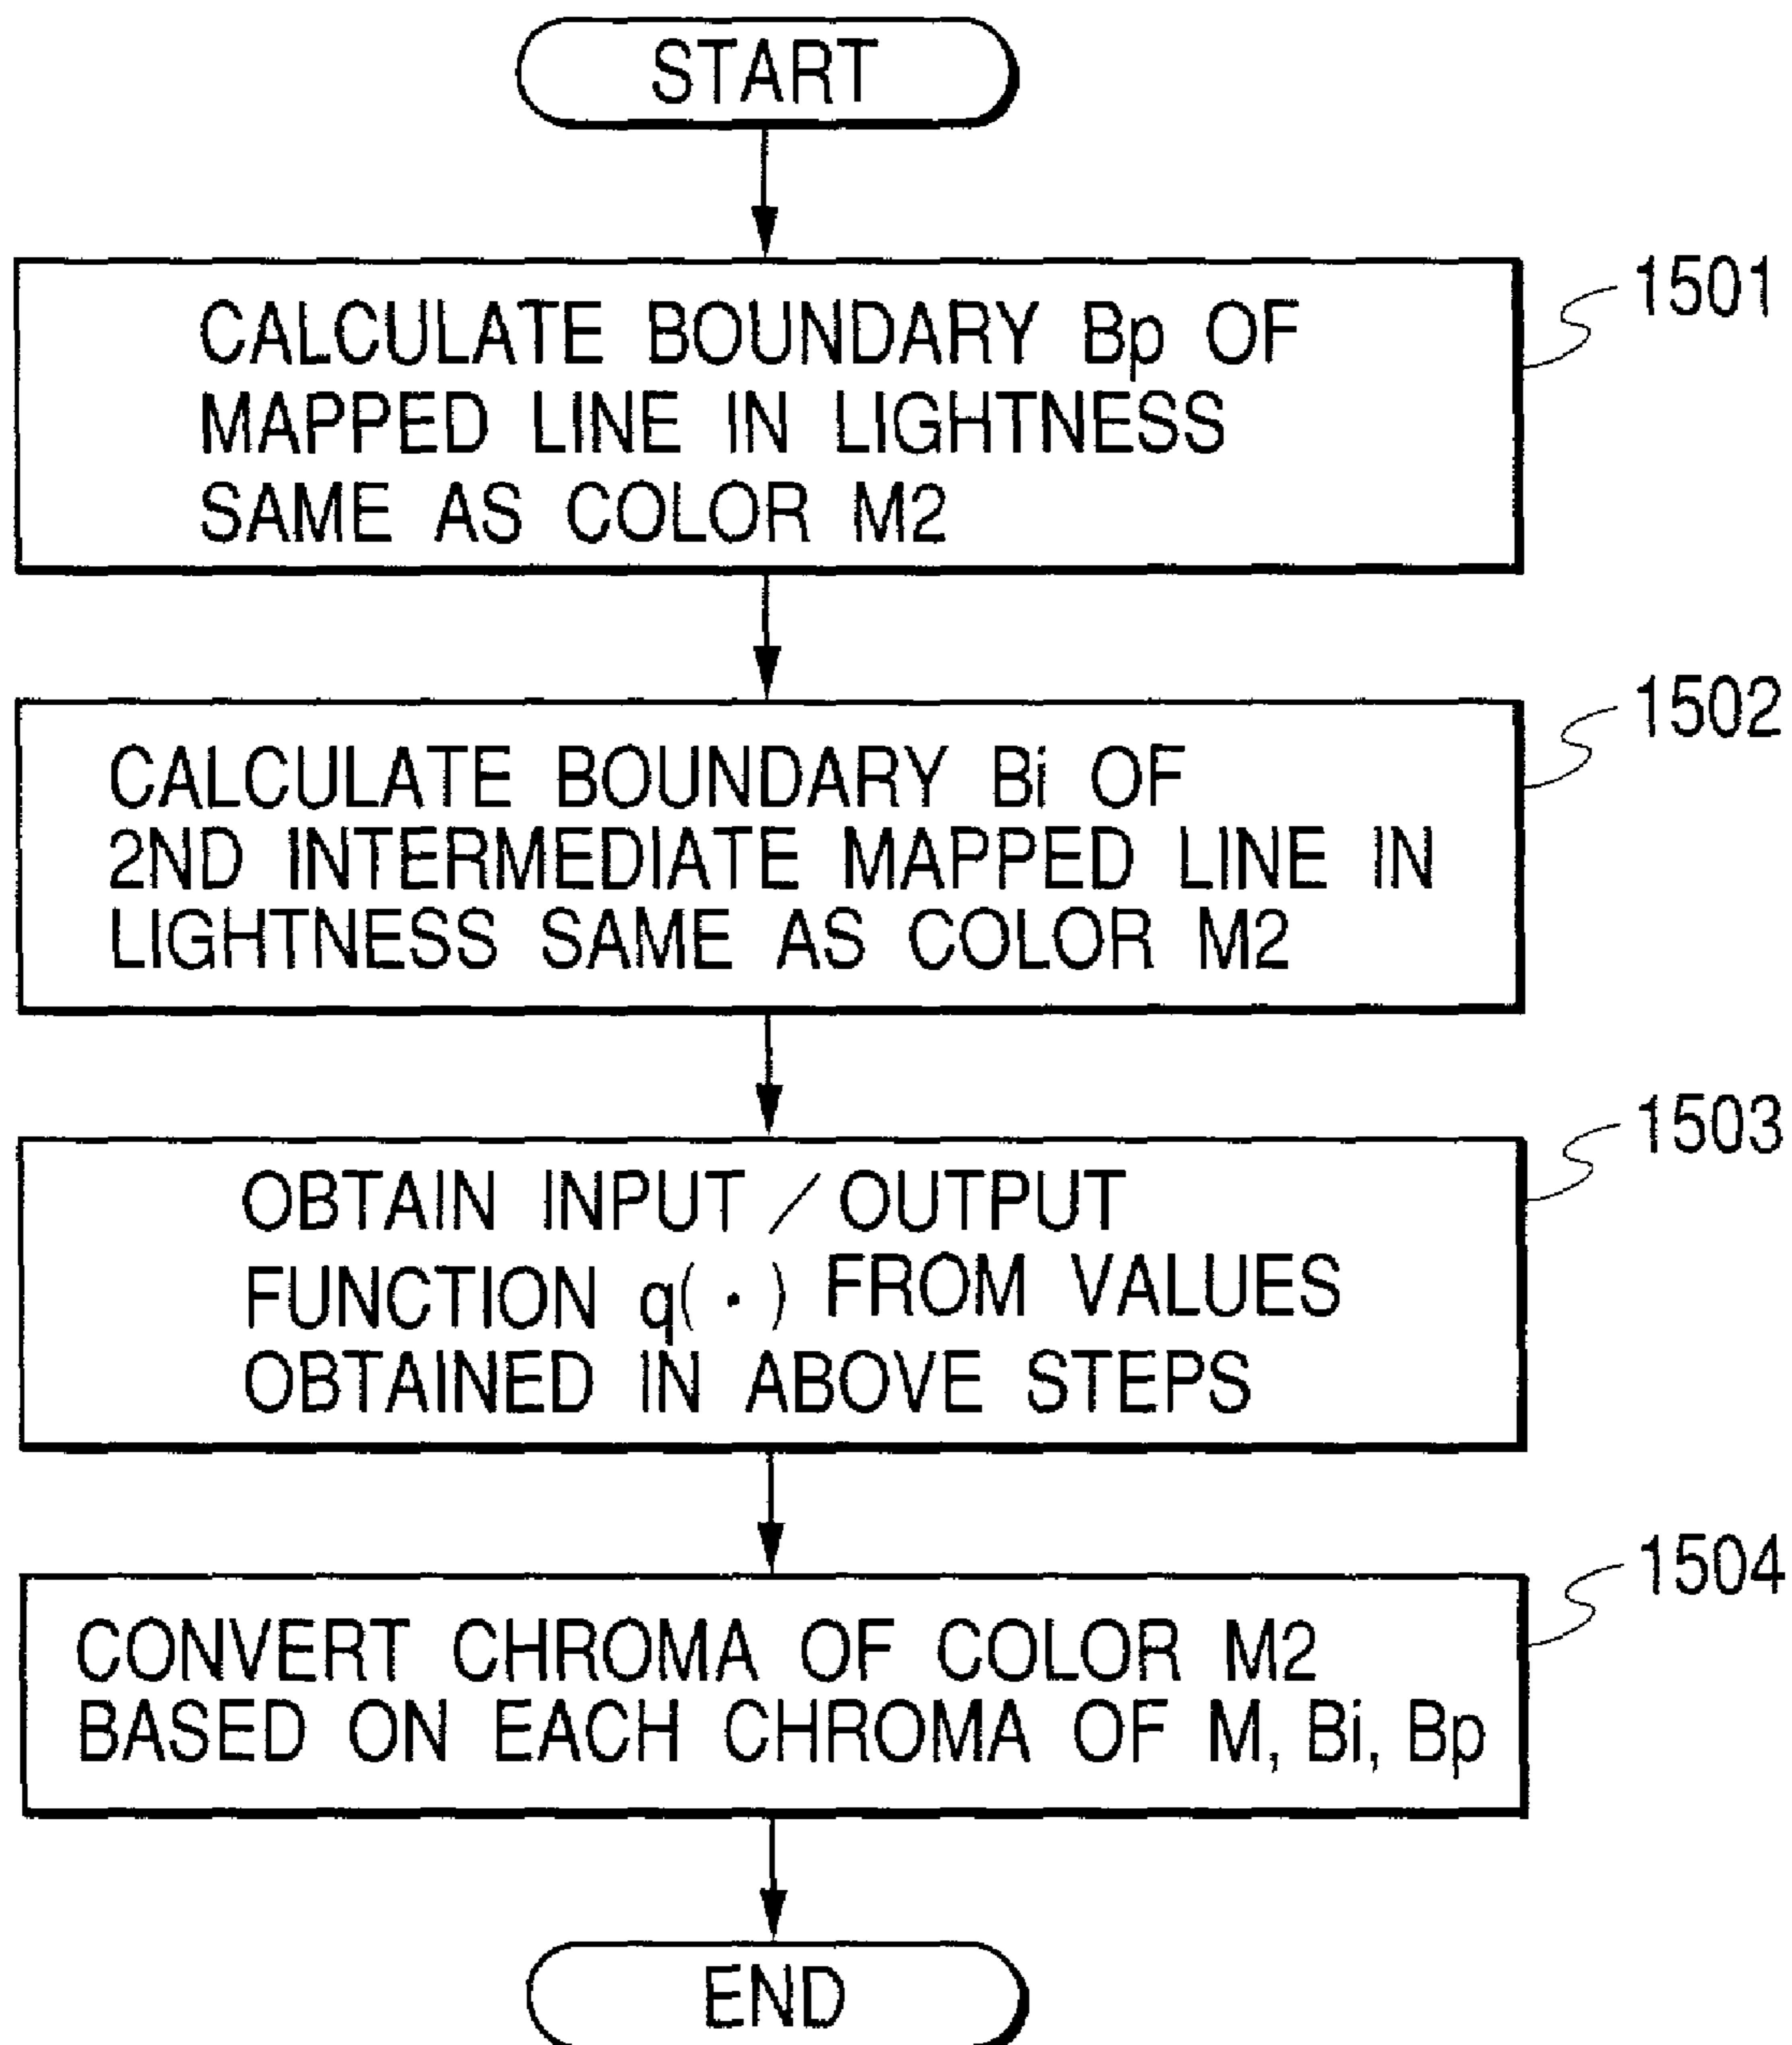 START
1501
CALCULATE BOUNDARY Bp OF
MAPPED LINE IN LIGHTNESS
SAME AS COLOR M2
1502
CALCULATE BOUNDARY Bi OF
2ND INTERMEDIATE MAPPED LINE IN
LIGHTNESS SAME AS COLOR M2
1503
OBTAIN INPUT/OUTPUT
FUNCTION q(·) FROM VALUES
OBTAINED IN ABOVE STEPS
1504
CONVERT CHROMA OF COLOR M2
BASED ON EACH CHROMA OF M, Bi, Bp
END